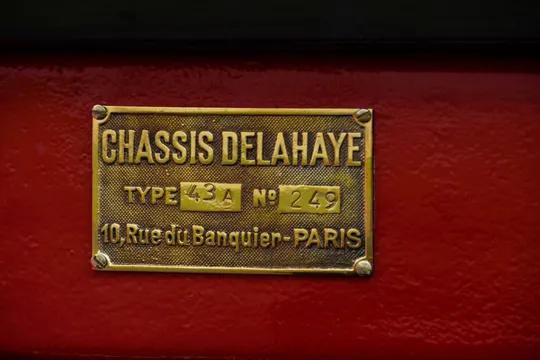 CHASSIS DELAHAYE
TYPE 43A Nº 249
10, Rue du Banquier-PARIS